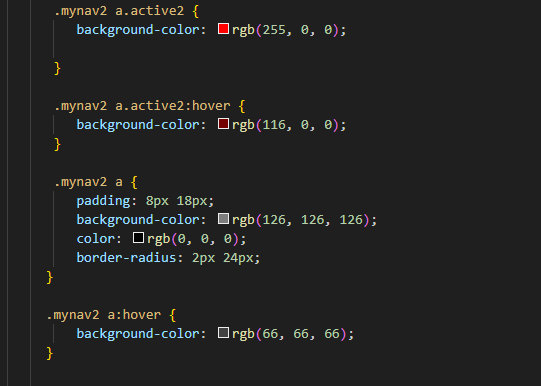 .mynav2 a.active2 {
background-color: rgb(255, 0, 0);
}
.mynav2 a.active2:hover {
background-color: rgb(116, 0, 0);
}
.mynav2 a {
padding: 8px 18px;
background-color: rgb(126, 126, 126);
color: rgb(0, 0, 0);
border-radius: 2px 24px;
}
.mynav2 a:hover {
background-color: rgb(66, 66, 66);
}